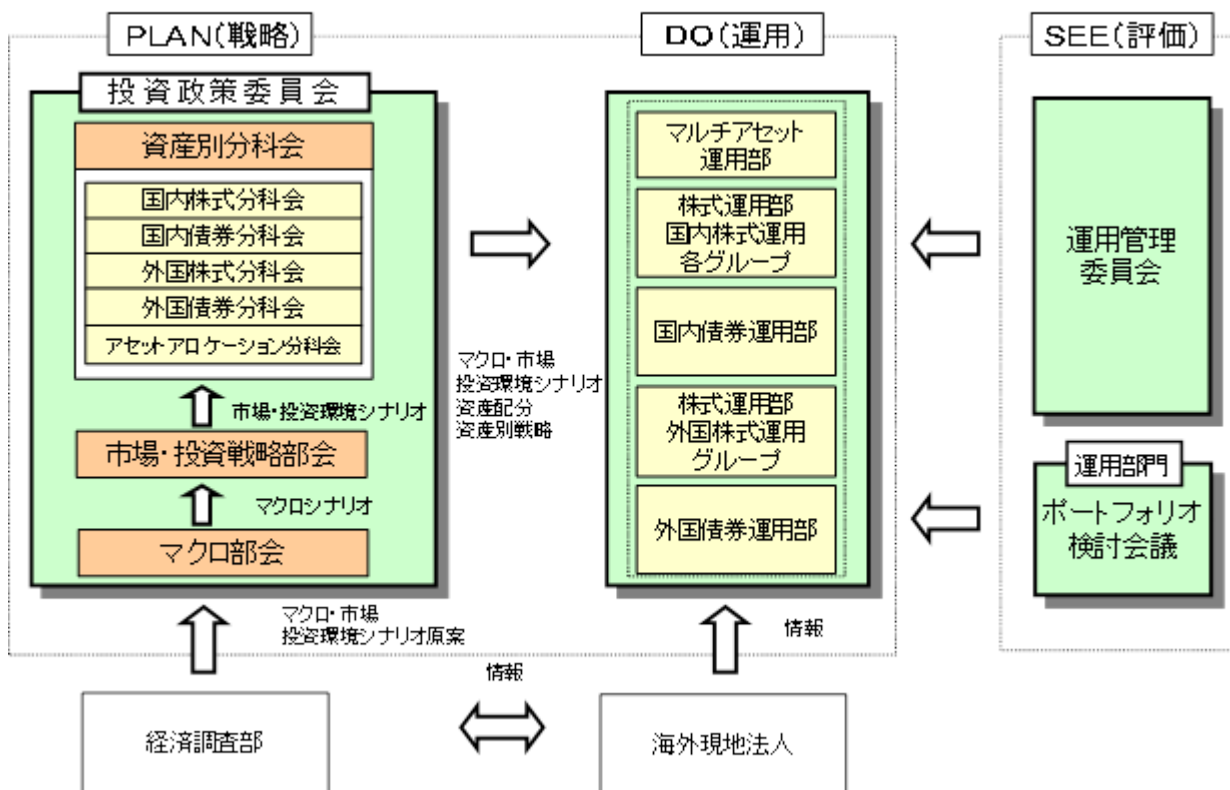 PLAN(戦略)
DO(運用)
SEE(評価)
投資政策委員会
資産別分科会
国内株式分科会
国内債券分科会
外国株式分科会
外国債券分科会
アセットアロケーション分科会
市場・投資環境シナリオ
市場・投資戦略部会
マクロシナリオ
マクロ部会
マクロ・市場
投資環境シナリオ
資産配分
資産別戦略
マルチアセット
運用部
株式運用部
国内株式運用
各グループ
国内債券運用部
株式運用部
外国株式運用
グループ
外国債券運用部
運用管理
委員会
運用部門
ポートフォリオ
検討会議
マクロ・市場
投資環境シナリオ原案
情報
情報
経済調査部
海外現地法人